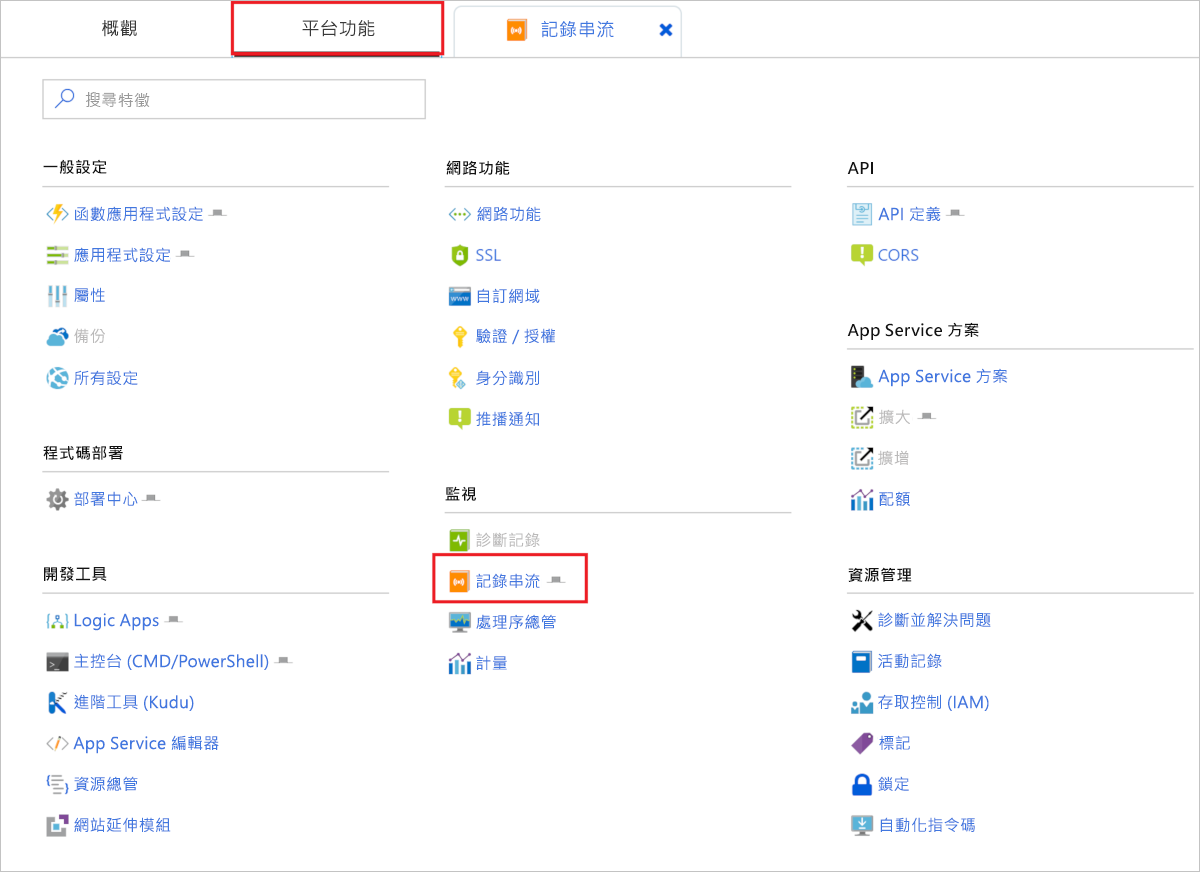 概觀
平台功能
記錄串流
搜尋特徵
一般設定
函數應用程式設定
應用程式設定
屬性
備份
所有設定
程式碼部署
部署中心
開發工具
Logic Apps
主控台 (CMD/PowerShell)
進階工具 (Kudu)
App Service 編輯器
資源總管
網站延伸模組
網路功能
網路功能
SSL
www
自訂網域
驗證 / 授權
身分識別
推播通知
監視
診斷記錄
記錄串流
處理序總管
計量
API
API 定義
CORS
App Service 方案
App Service 方案
擴大
擴增
配額
資源管理
診斷並解決問題
活動記錄
存取控制 (IAM)
標記
鎖定
自動化指令碼